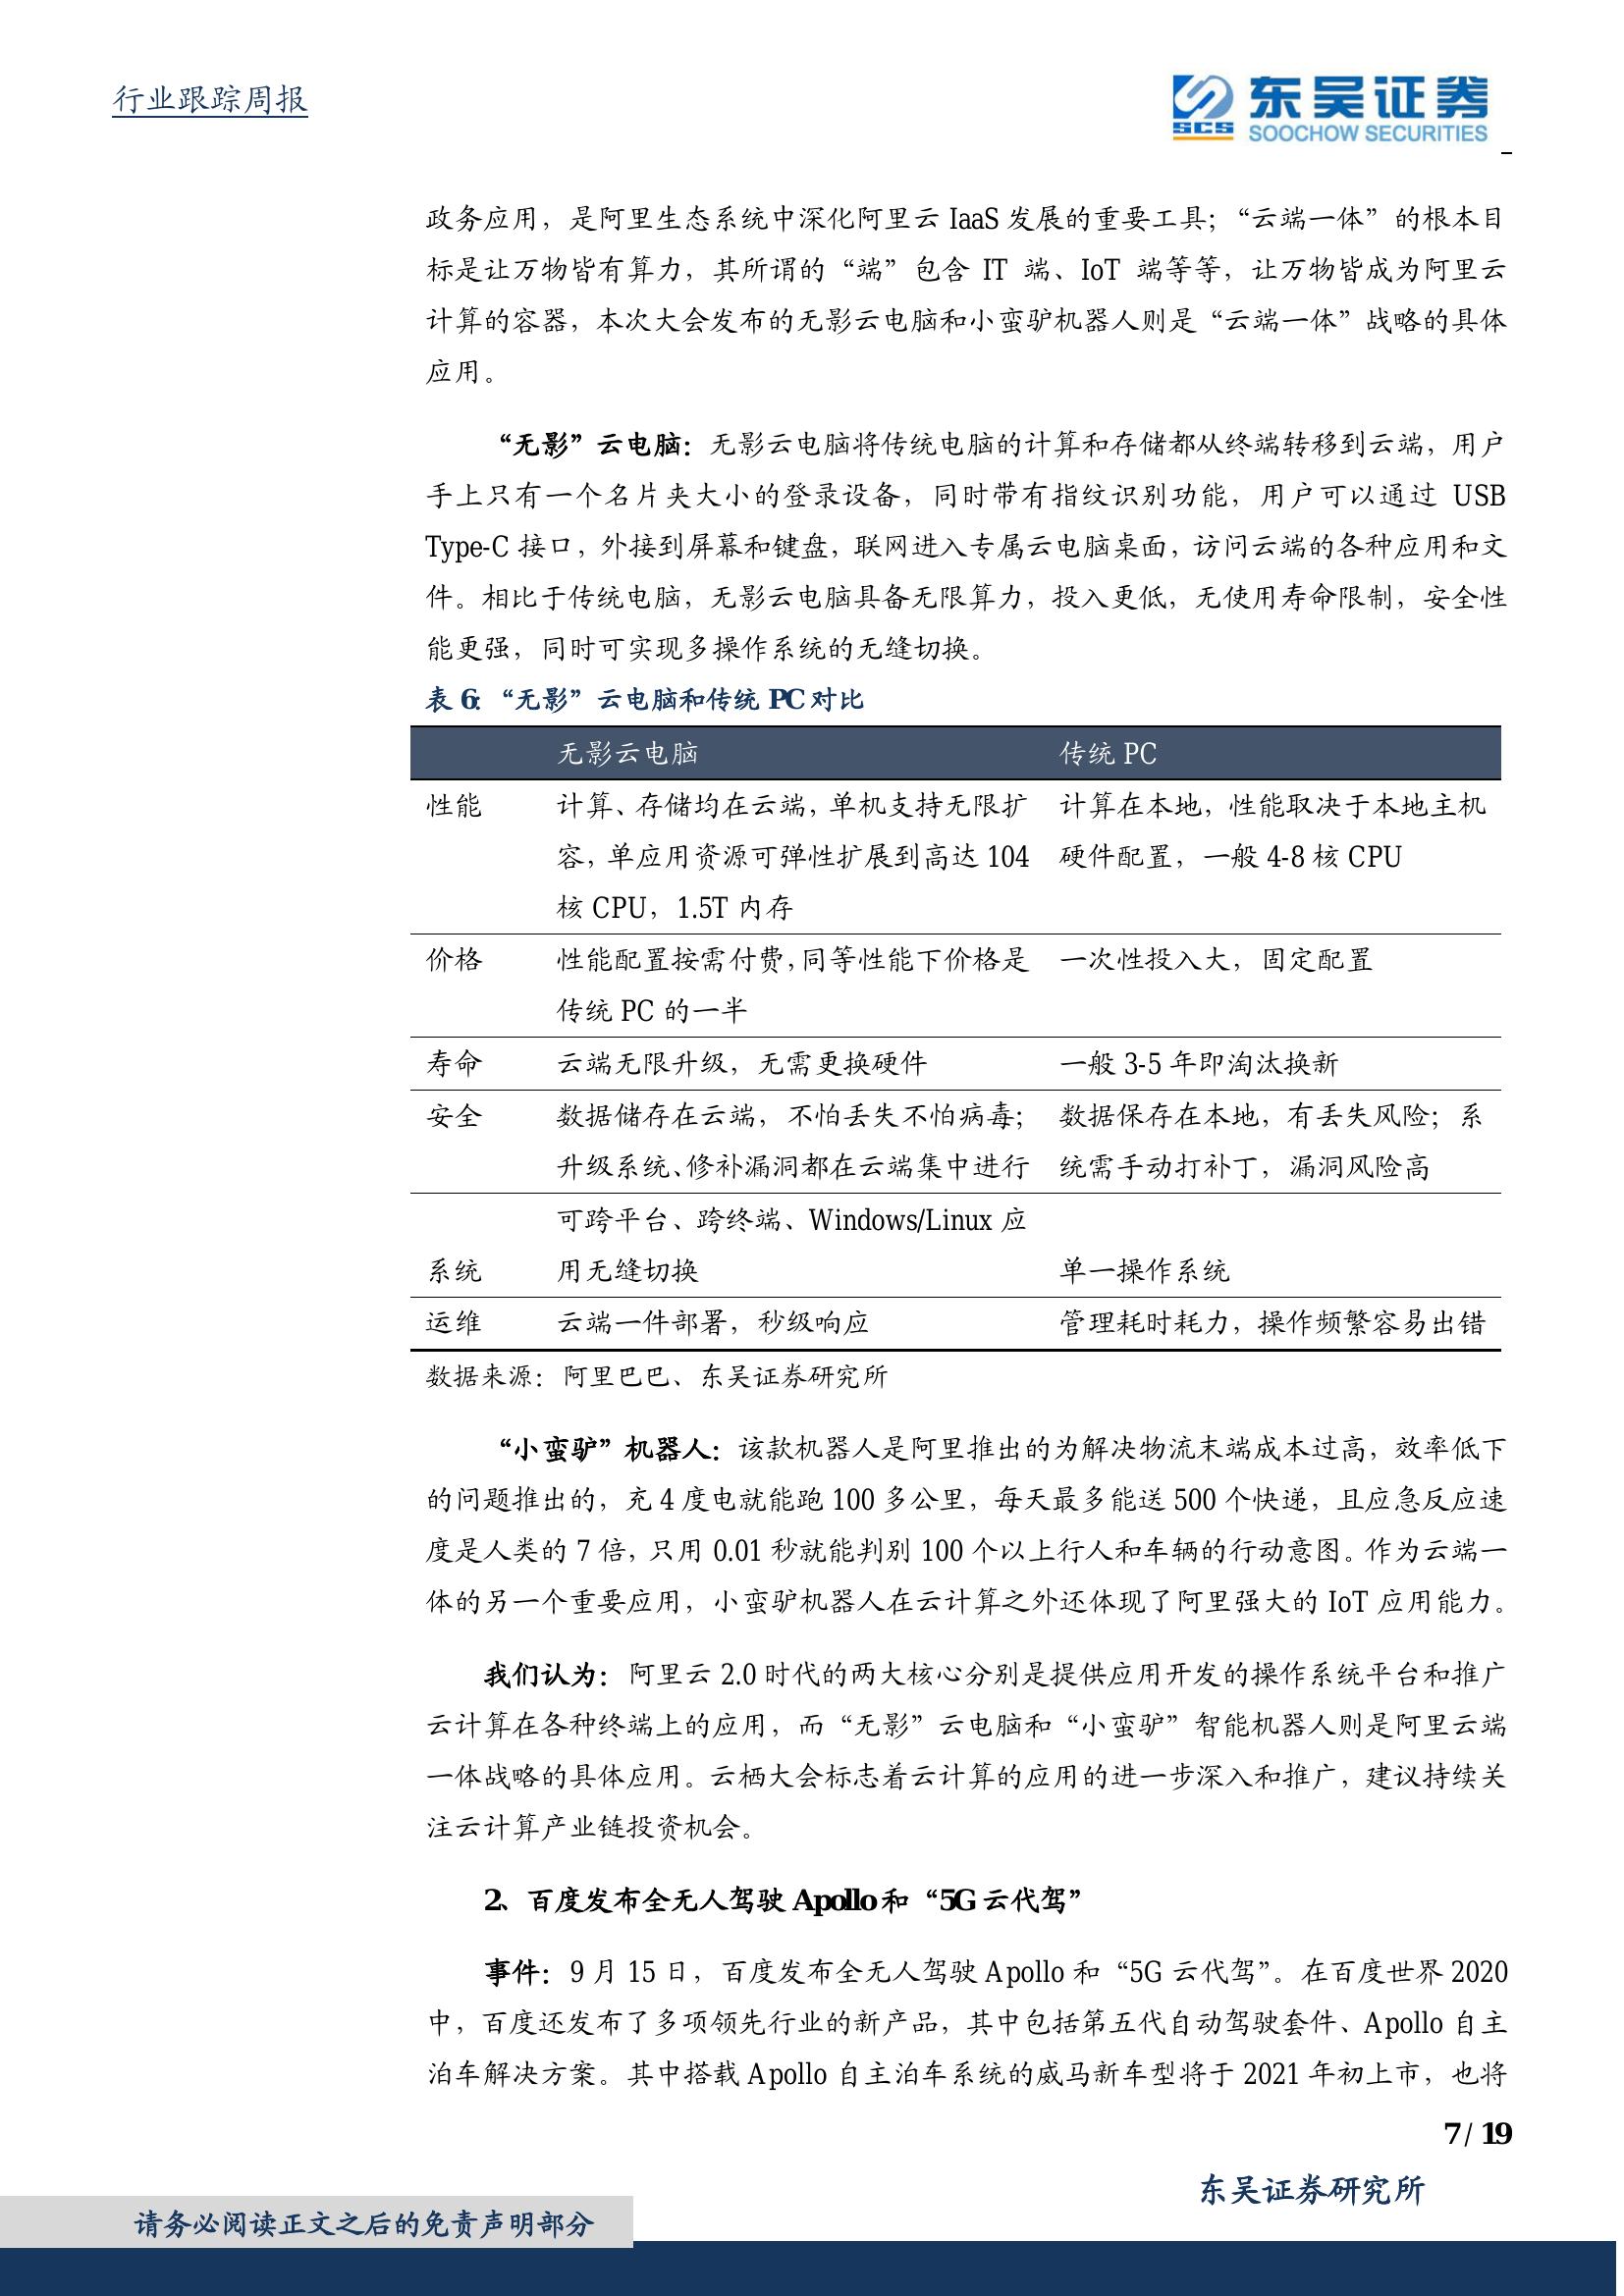 行业跟踪周报
SCS 东吴证券
SOOCHOW SECURITIES
政务应用，是阿里生态系统中深化阿里云 IaaS 发展的重要工具；“云端一体”的根本目
标是让万物皆有算力，其所谓的“端”包含 IT 端、IoT 端等等，让万物皆成为阿里云
计算的容器，本次大会发布的无影云电脑和小蛮驴机器人则是“云端一体”战略的具体
应用。
“无影”云电脑：无影云电脑将传统电脑的计算和存储都从终端转移到云端，用户
手上只有一个名片夹大小的登录设备，同时带有指纹识别功能，用户可以通过 USB
Type-C 接口，外接到屏幕和键盘，联网进入专属云电脑桌面，访问云端的各种应用和文
件。相比于传统电脑，无影云电脑具备无限算力，投入更低，无使用寿命限制，安全性
能更强，同时可实现多操作系统的无缝切换。
表 6：“无影”云电脑和传统 PC 对比
无影云电脑 传统 PC
性能 计算、存储均在云端，单机支持无限扩 计算在本地，性能取决于本地主机
容，单应用资源可弹性扩展到高达 104 硬件配置，一般 4-8 核 CPU
核 CPU，1.5T 内存
价格 性能配置按需付费，同等性能下价格是 一次性投入大，固定配置
传统 PC 的一半
寿命 云端无限升级，无需更换硬件 一般 3-5 年即淘汰换新
安全 数据储存在云端，不怕丢失不怕病毒； 数据保存在本地，有丢失风险；系
升级系统、修补漏洞都在云端集中进行 统需手动打补丁，漏洞风险高
可跨平台、跨终端、Windows/Linux 应
系统 用无缝切换 单一操作系统
运维 云端一件部署，秒级响应 管理耗时耗力，操作频繁容易出错
数据来源：阿里巴巴、东吴证券研究所
“小蛮驴”机器人：该款机器人是阿里推出的为解决物流末端成本过高，效率低下
的问题推出的，充 4 度电就能跑 100 多公里，每天最多能送 500 个快递，且应急反应速
度是人类的 7 倍，只用 0.01 秒就能判别 100 个以上行人和车辆的行动意图。作为云端一
体的另一个重要应用，小蛮驴机器人在云计算之外还体现了阿里强大的 IoT 应用能力。
我们认为：阿里云 2.0 时代的两大核心分别是提供应用开发的操作系统平台和推广
云计算在各种终端上的应用，而“无影”云电脑和“小蛮驴”智能机器人则是阿里云端
一体战略的具体应用。云栖大会标志着云计算的应用的进一步深入和推广，建议持续关
注云计算产业链投资机会。
2、百度发布全无人驾驶 Apollo 和“5G 云代驾”
事件：9 月 15 日，百度发布全无人驾驶 Apollo 和“5G 云代驾”。在百度世界 2020
中，百度还发布了多项领先行业的新产品，其中包括第五代自动驾驶套件、Apollo 自主
泊车解决方案。其中搭载 Apollo 自主泊车系统的威马新车型将于 2021 年初上市，也将
7 / 19
东吴证券研究所
请务必阅读正文之后的免责声明部分